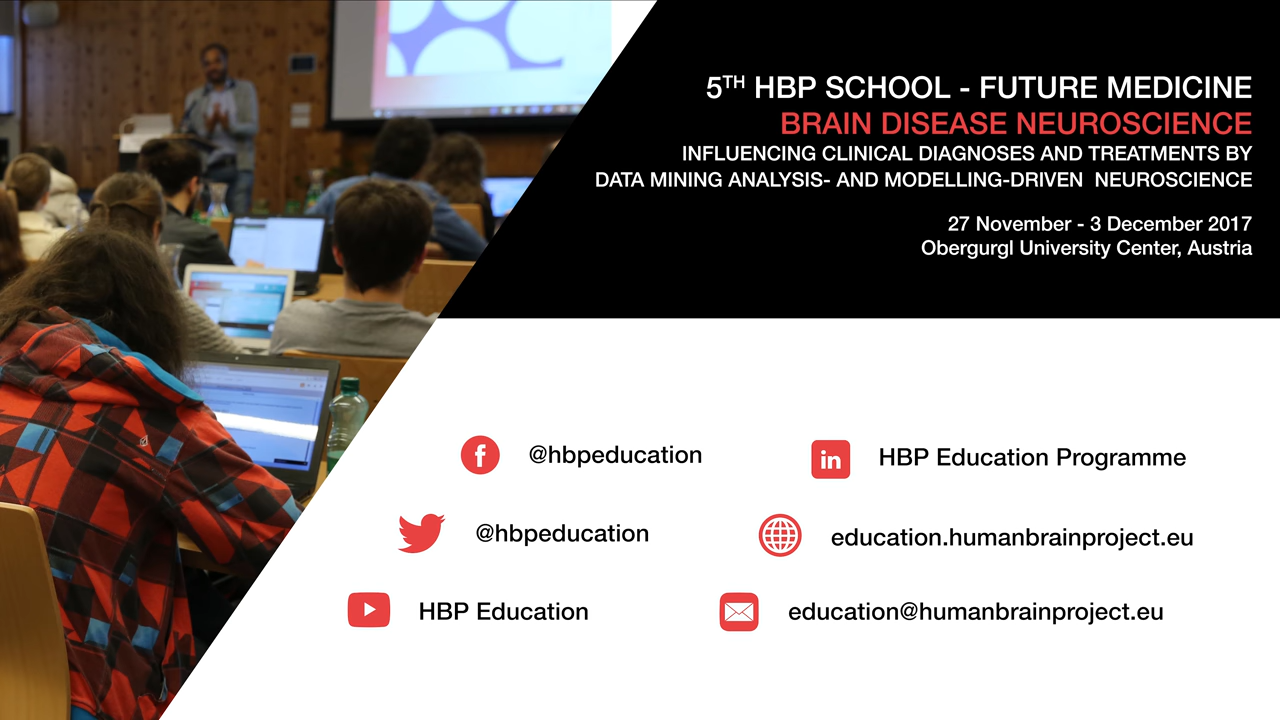 5TH HBP SCHOOL - FUTURE MEDICINE
BRAIN DISEASE NEUROSCIENCE
INFLUENCING CLINICAL DIAGNOSES AND TREATMENTS BY
DATA MINING ANALYSIS- AND MODELLING-DRIVEN NEUROSCIENCE
27 November - 3 December 2017
Obergurgl University Center, Austria
@hbpeducation
HBP Education Programme
@hbpeducation
education.humanbrainproject.eu
HBP Education
education@humanbrainproject.eu